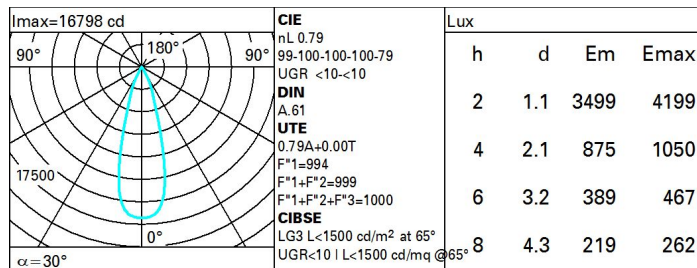 Imax=16798 cd
90°
180°
90°
17500
0°
α=30°
CIE
nL 0.79
99-100-100-100-79
UGR <10-<10
DIN
A.61
UTE
0.79A+0.00T
F"1=994
F"1+F"2=999
F"1+F"2+F"3=1000
CIBSE
LG3 L<1500 cd/m² at 65°
UGR<10 | L<1500 cd/mq @65°
Lux
h d Em Emax
2 1.1 3499 4199
4 2.1 875 1050
6 3.2 389 467
8 4.3 219 262